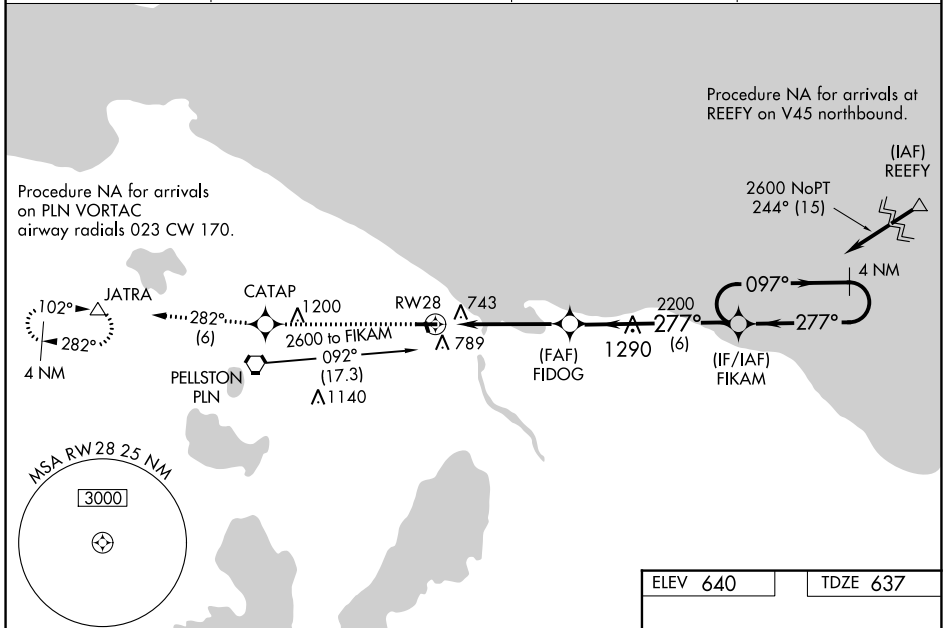 Procedure NA for arrivals at
REEFY on V45 northbound.
(IAF)
REEFY
2600 NoPT
244° (15)
Procedure NA for arrivals
on PLN VORTAC
airway radials 023 CW 170.
097°
4 NM
JATRA
102°
282°
4 NM
282°
(6)
CATAP
1200
2600 to FIKAM
092°
(17.3)
1140
PELLSTON
PLN
RW28
743
789
(FAF)
FIDOG
2200
277°
(6)
1290
277°
(IF/IAF)
FIKAM
MSA RW28 25 NM
3000
ELEV 640
TDZE 637